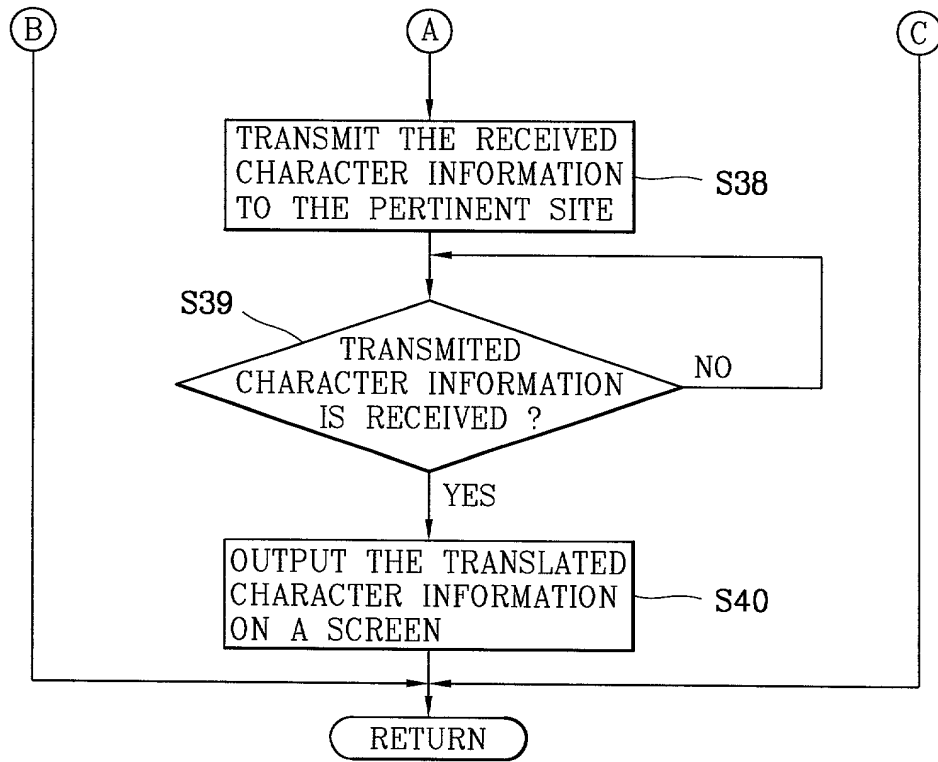 B
A
C
TRANSMIT THE RECEIVED
CHARACTER INFORMATION
TO THE PERTINENT SITE
S38
S39
TRANSMITED
CHARACTER INFORMATION
IS RECEIVED ?
NO
YES
OUTPUT THE TRANSLATED
CHARACTER INFORMATION
ON A SCREEN
S40
RETURN